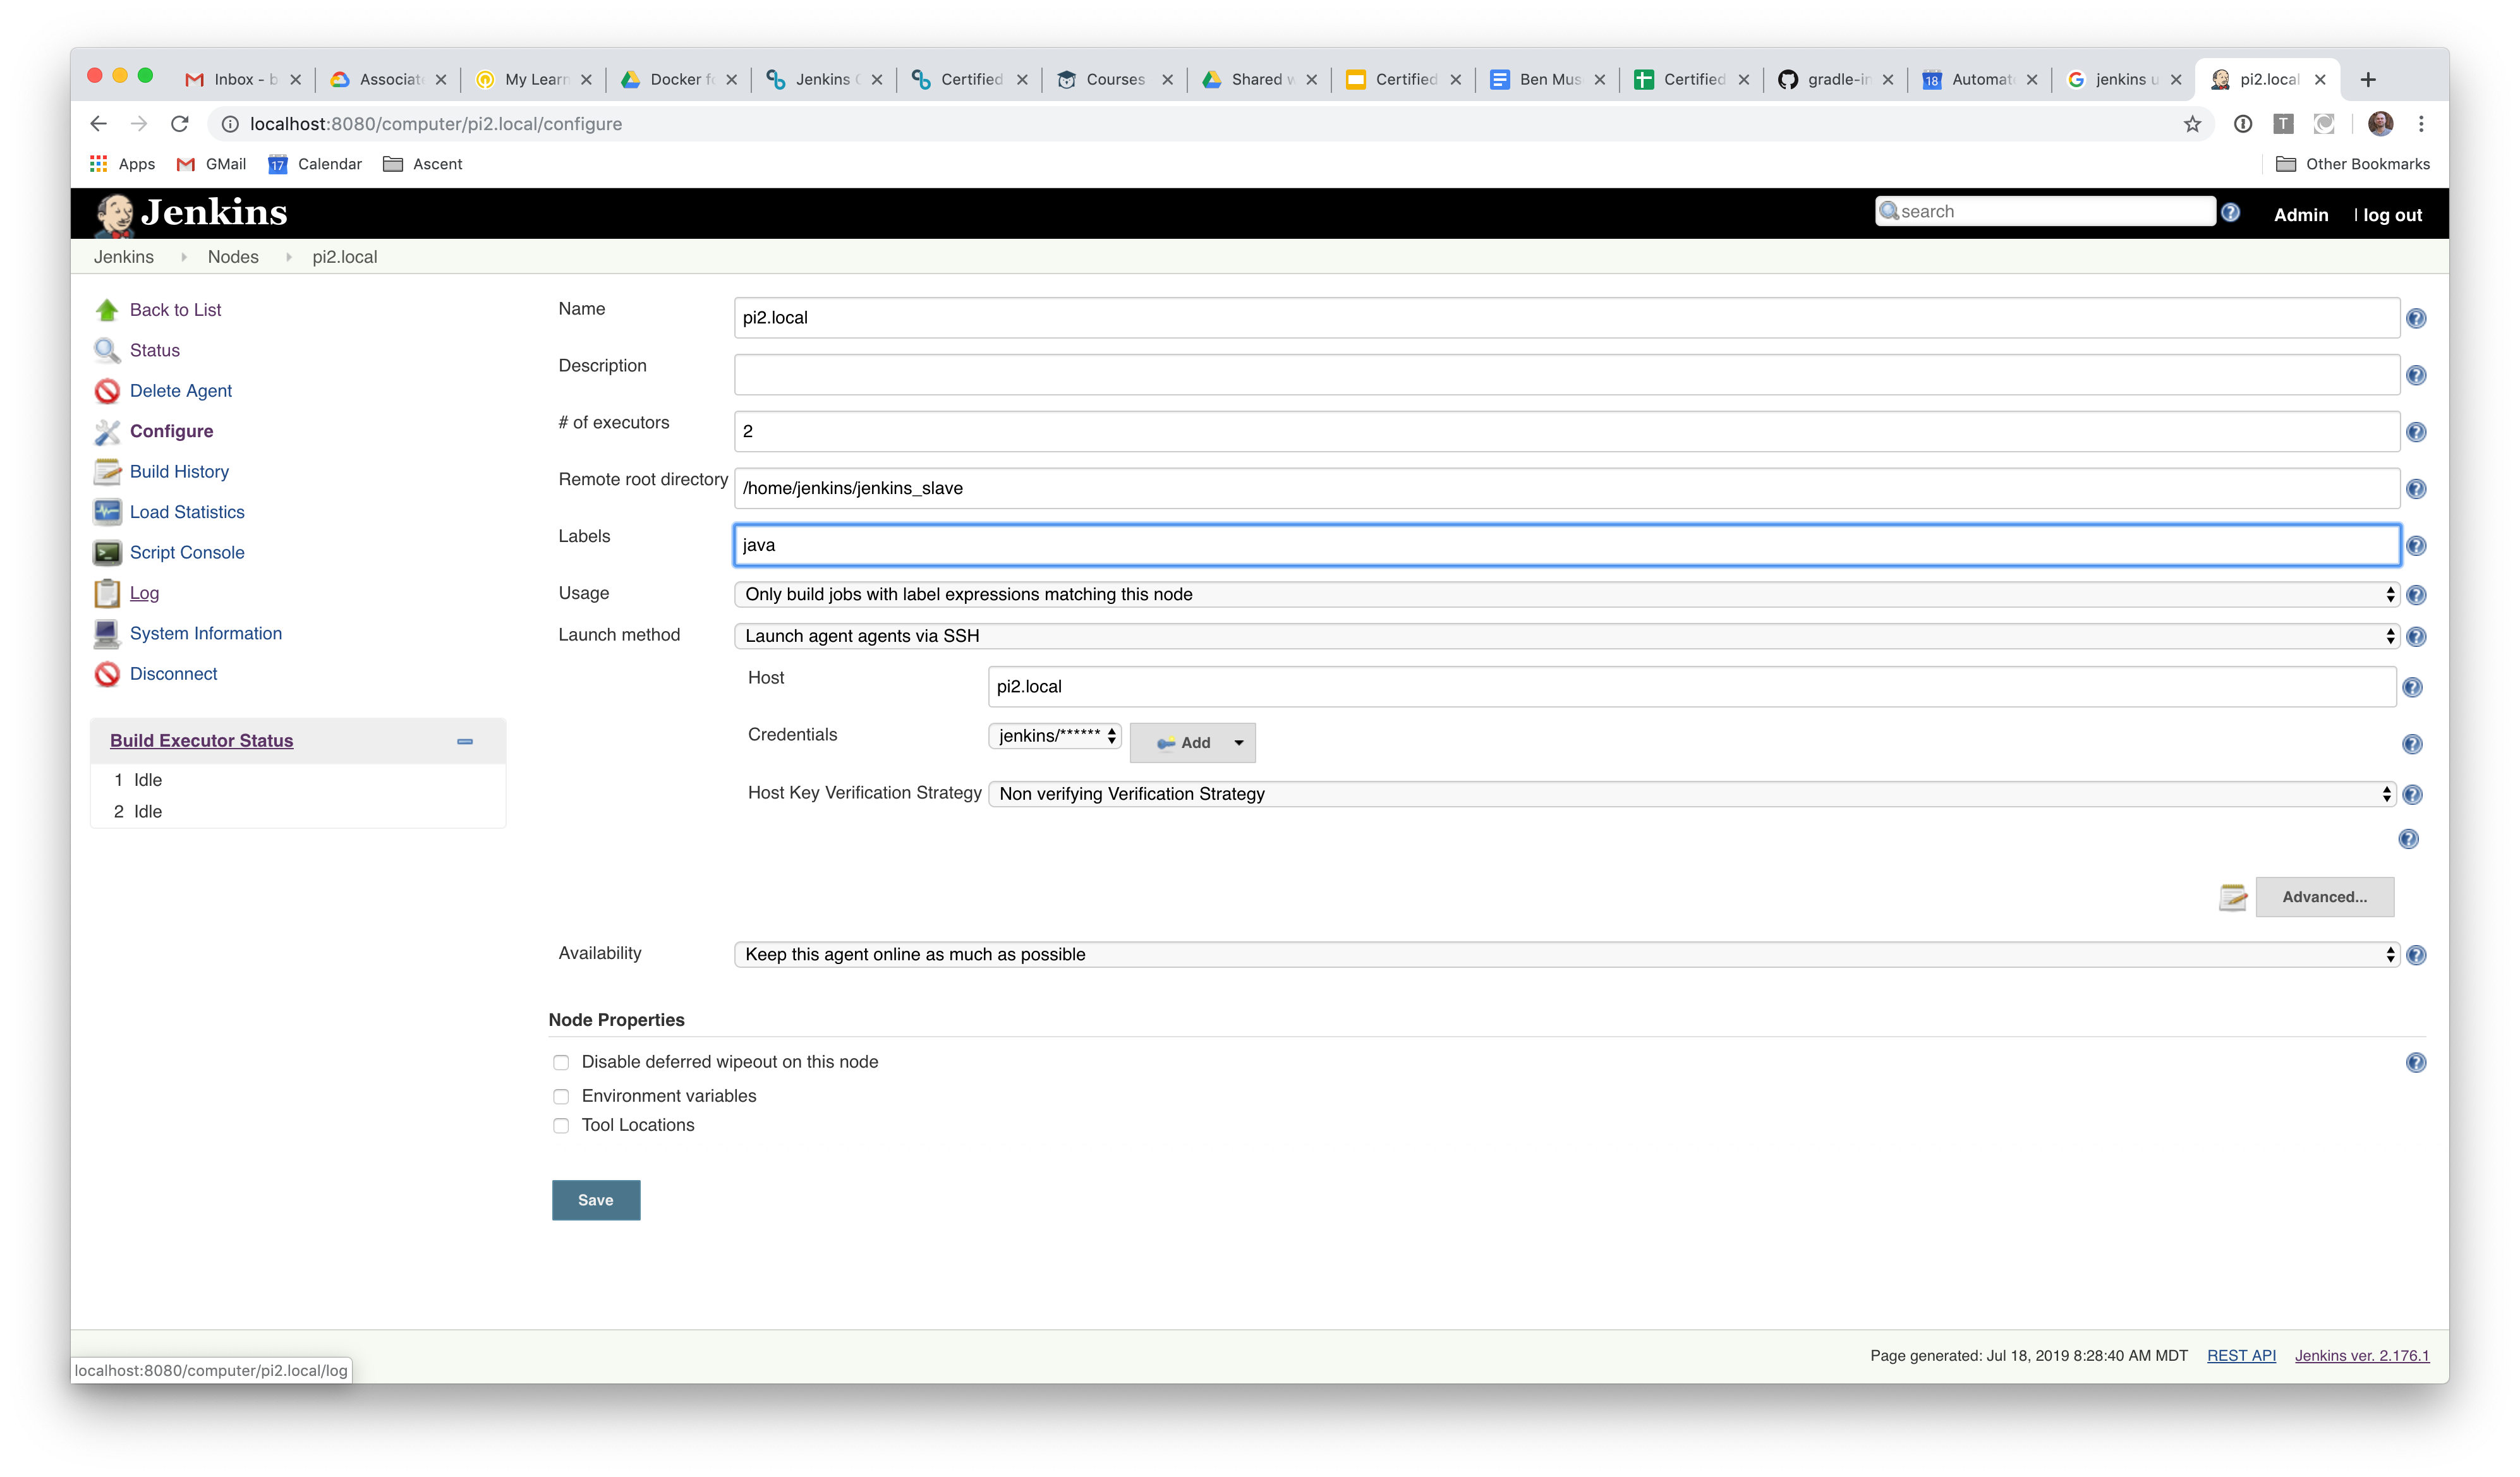 Inbox - b
Associat
My Learn
Docker f
Jenkins
Certified
Courses
Shared w
Certified
Ben Mus
Certified
gradle-in
18 Automat
jenkins u
pi2.local
localhost:8080/computer/pi2.local/configure
T
Apps GMail 17 Calendar Ascent Other Bookmarks
Jenkins search Admin | log out
Jenkins Nodes pi2.local
Back to List
Status
Delete Agent
Configure
Build History
Load Statistics
Script Console
Log
System Information
Disconnect
Build Executor Status
1 Idle
2 Idle
Name pi2.local
Description
# of executors 2
Remote root directory /home/jenkins/jenkins_slave
Labels java
Usage Only build jobs with label expressions matching this node
Launch method Launch agent agents via SSH
Host pi2.local
Credentials jenkins/****** Add
Host Key Verification Strategy Non verifying Verification Strategy
Advanced...
Availability Keep this agent online as much as possible
Node Properties
Disable deferred wipeout on this node
Environment variables
Tool Locations
Save
Page generated: Jul 18, 2019 8:28:40 AM MDT REST API Jenkins ver. 2.176.1
localhost:8080/computer/pi2.local/log